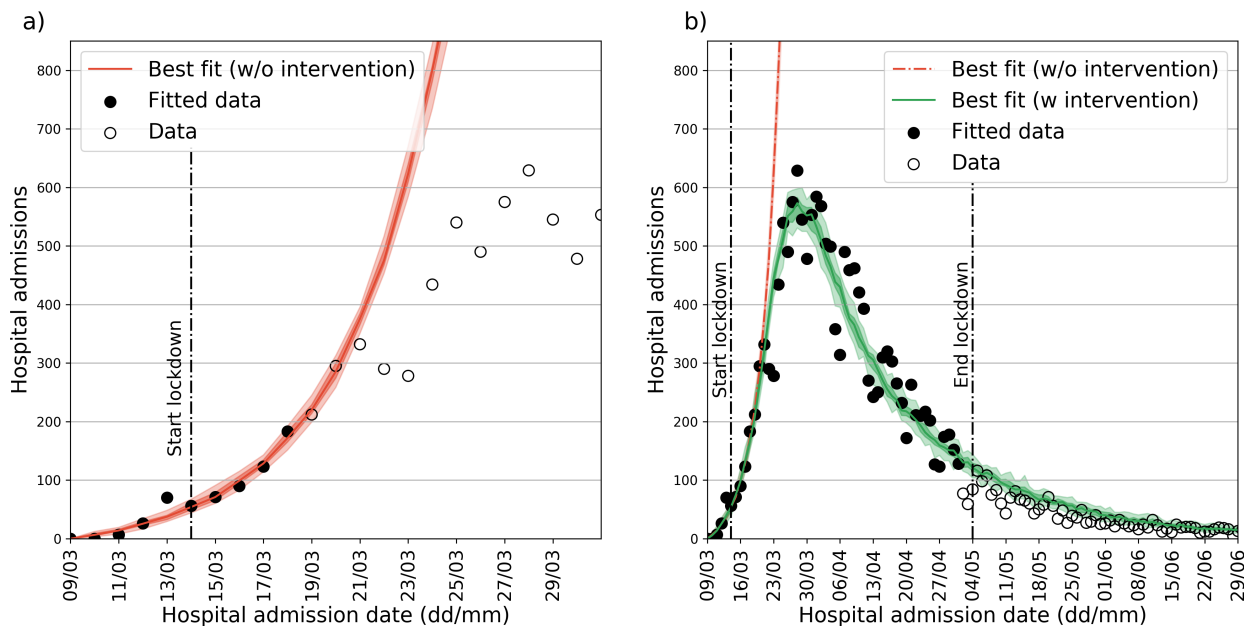 a)
Best fit (w/o intervention)
Fitted data
Data
Start lockdown
Hospital admissions
800
700
600
500
400
300
200
100
0
09/03
11/03
13/03
15/03
17/03
19/03
21/03
23/03
25/03
27/03
29/03
Hospital admission date (dd/mm)
b)
Best fit (w/o intervention)
Best fit (w intervention)
Fitted data
Data
Start lockdown
End lockdown
Hospital admissions
800
700
600
500
400
300
200
100
0
09/03
16/03
23/03
30/03
06/04
13/04
20/04
27/04
04/05
11/05
18/05
25/05
01/06
08/06
15/06
22/06
29/06
Hospital admission date (dd/mm)